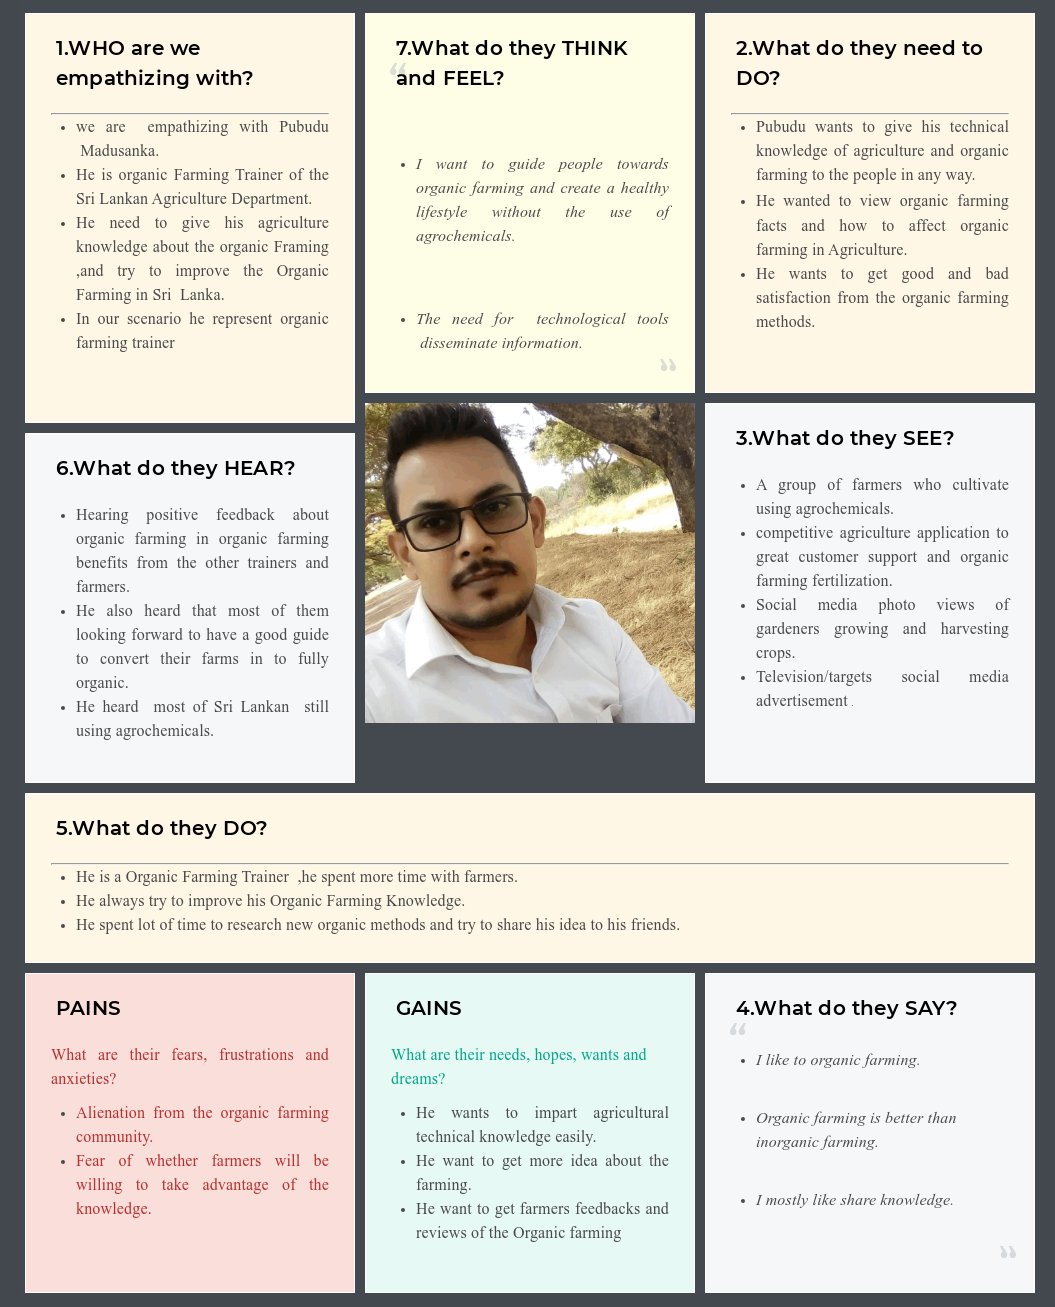 1.WHO are we
empathizing with?
we are empathizing with Pubudu
Madusanka.
He is organic Farming Trainer of the
Sri Lankan Agriculture Department.
He need to give his agriculture
knowledge about the organic Framing
,and try to improve the Organic
Farming in Sri Lanka.
In our scenario he represent organic
farming trainer
7.What do they THINK
and FEEL?
“
I want to guide people towards
organic farming and create a healthy
lifestyle without the use of
agrochemicals.
The need for technological tools
disseminate information.
”
2.What do they need to
DO?
Pubudu wants to give his technical
knowledge of agriculture and organic
farming to the people in any way.
He wanted to view organic farming
facts and how to affect organic
farming in Agriculture.
He wants to get good and bad
satisfaction from the organic farming
methods.
6.What do they HEAR?
Hearing positive feedback about
organic farming in organic farming
benefits from the other trainers and
farmers.
He also heard that most of them
looking forward to have a good guide
to convert their farms in to fully
organic.
He heard most of Sri Lankan still
using agrochemicals.
3.What do they SEE?
A group of farmers who cultivate
using agrochemicals.
competitive agriculture application to
great customer support and organic
farming fertilization.
Social media photo views of
gardeners growing and harvesting
crops.
Television/targets social media
advertisement .
5.What do they DO?
He is a Organic Farming Trainer ,he spent more time with farmers.
He always try to improve his Organic Farming Knowledge.
He spent lot of time to research new organic methods and try to share his idea to his friends.
PAINS
What are their fears, frustrations and
anxieties?
Alienation from the organic farming
community.
Fear of whether farmers will be
willing to take advantage of the
knowledge.
GAINS
What are their needs, hopes, wants and
dreams?
He wants to impart agricultural
technical knowledge easily.
He want to get more idea about the
farming.
He want to get farmers feedbacks and
reviews of the Organic farming
4.What do they SAY?
“
I like to organic farming.
Organic farming is better than
inorganic farming.
I mostly like share knowledge.
”